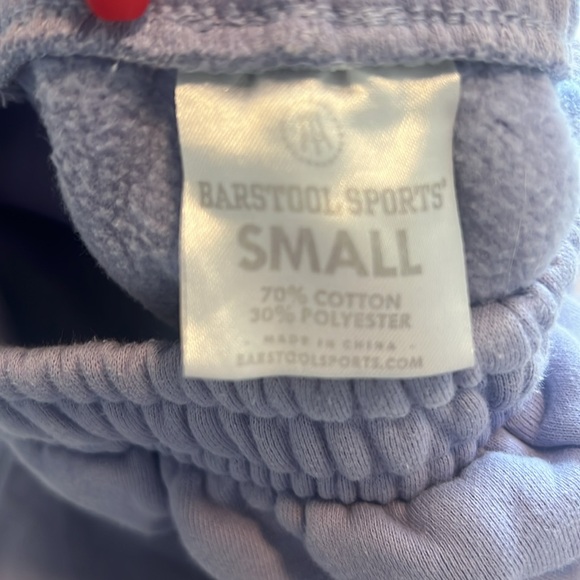 BARSTOOL SPORTS®
SMALL
70% COTTON
30% POLYESTER
- MADE IN CHINA -
BARSTOOLSPORTS.COM